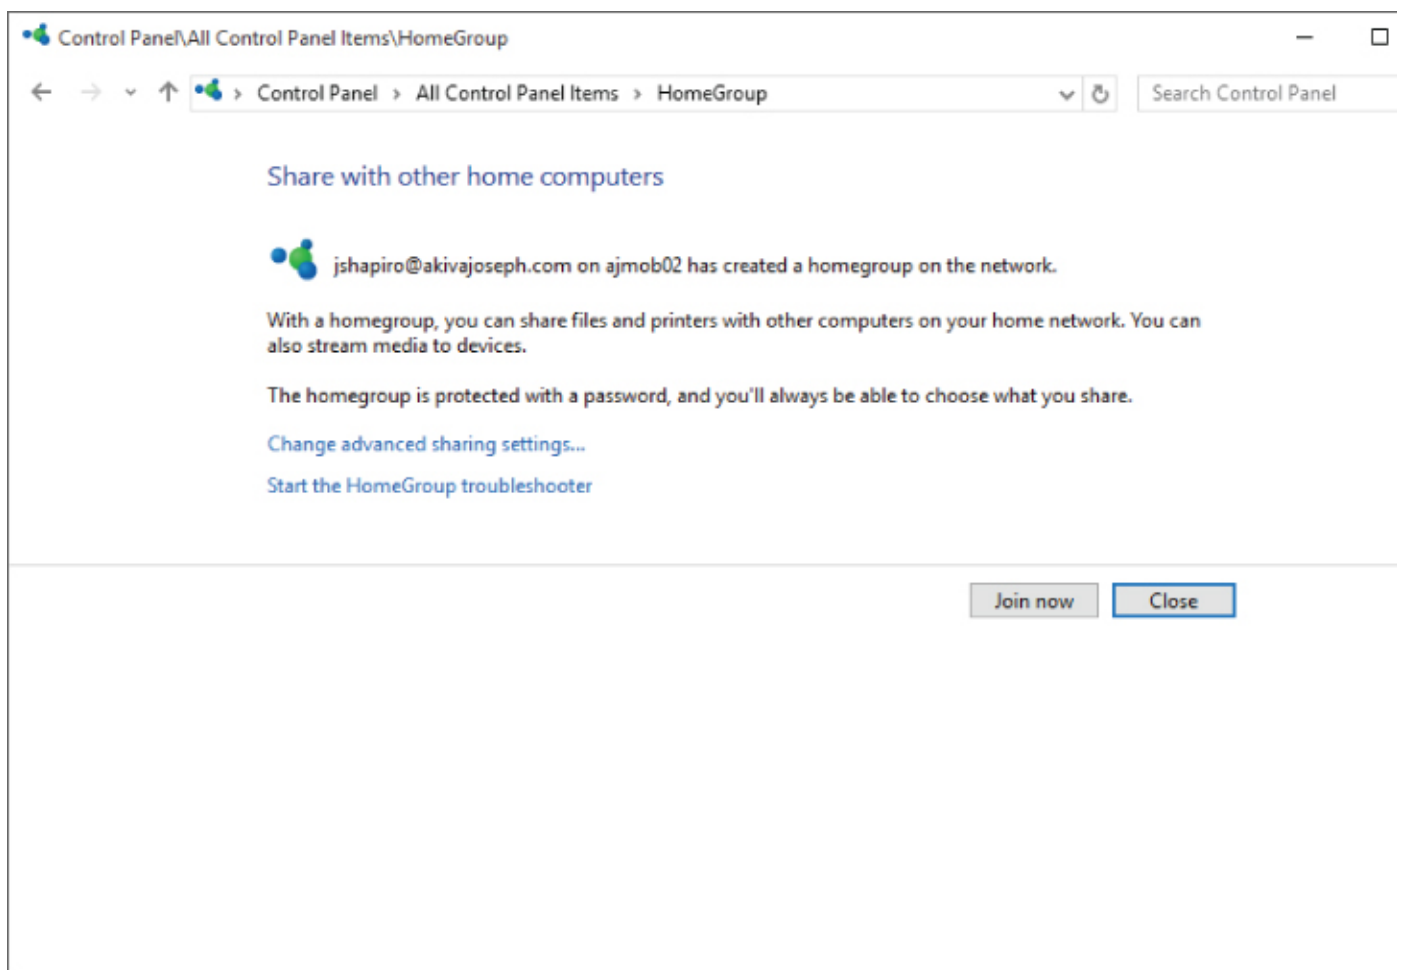 Control Panel\All Control Panel Items\HomeGroup
Control Panel > All Control Panel Items > HomeGroup
Search Control Panel
Share with other home computers
jshapiro@akivajoseph.com on ajmob02 has created a homegroup on the network.
With a homegroup, you can share files and printers with other computers on your home network. You can
also stream media to devices.
The homegroup is protected with a password, and you'll always be able to choose what you share.
Change advanced sharing settings...
Start the HomeGroup troubleshooter
Join now
Close